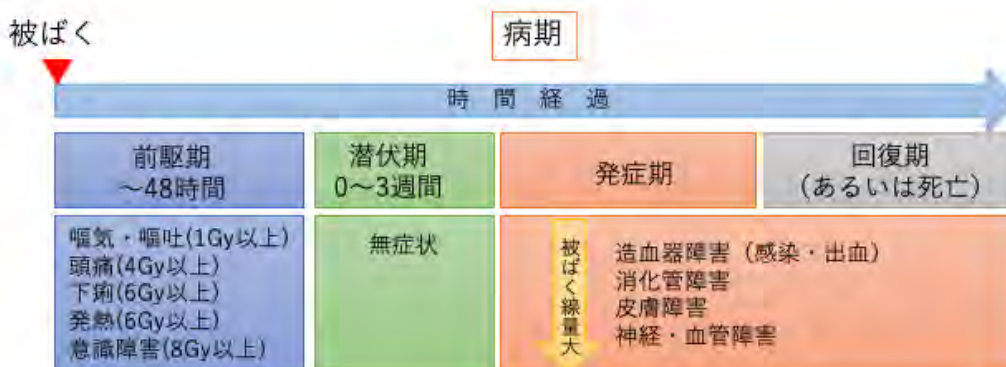 被ばく
病期
時間経過
前駆期
～48時間
潜伏期
0～3週間
発症期
回復期
（あるいは死亡）
嘔気・嘔吐(1Gy以上)
頭痛(4Gy以上)
下痢(6Gy以上)
発熱(6Gy以上)
意識障害(8Gy以上)
無症状
被ばく線量大
造血器障害（感染・出血）
消化管障害
皮膚障害
神経・血管障害